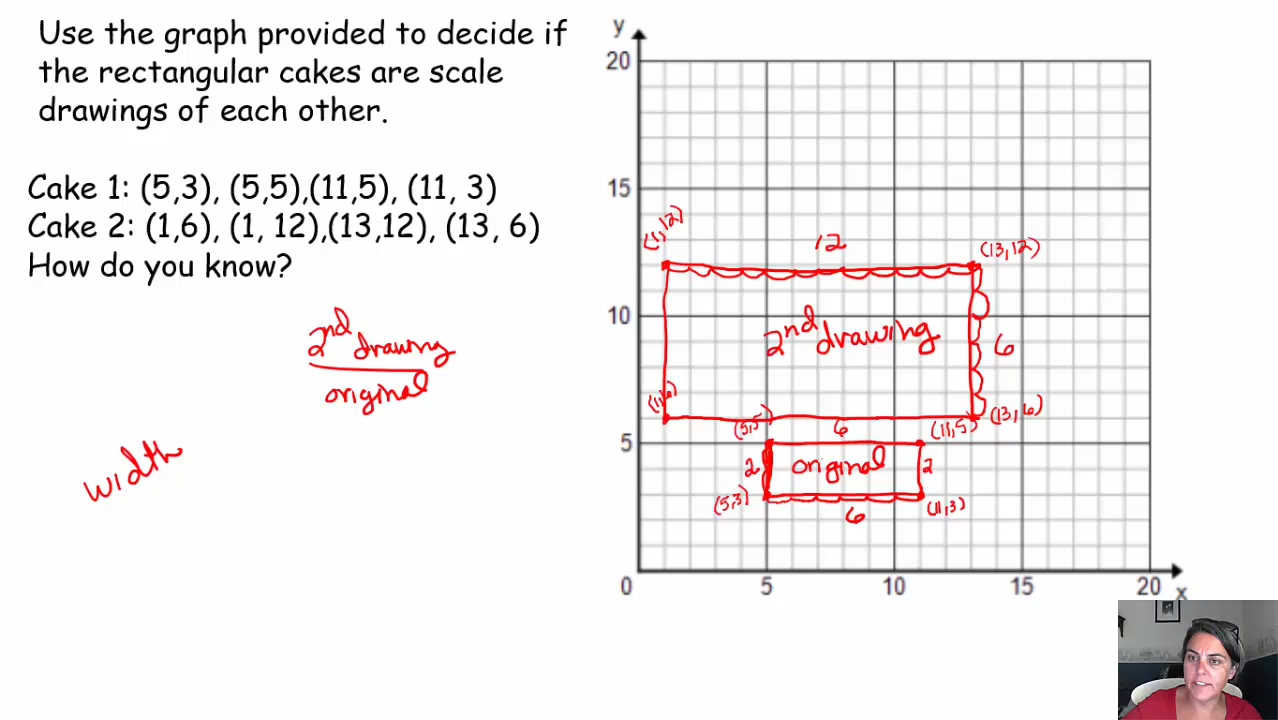 Use the graph provided to decide if
the rectangular cakes are scale
drawings of each other.
Cake 1: (5,3), (5,5),(11,5), (11, 3)
Cake 2: (1,6), (1, 12),(13,12), (13, 6)
How do you know?
2nd drawing
original
width
y
20
15
10
5
0
5
10
15
20
x
(1,12)
12
(13,12)
2nd drawing
6
(1,6)
(13,6)
(5,5)
6
(11,5)
2
original
2
(5,3)
6
(11,3)